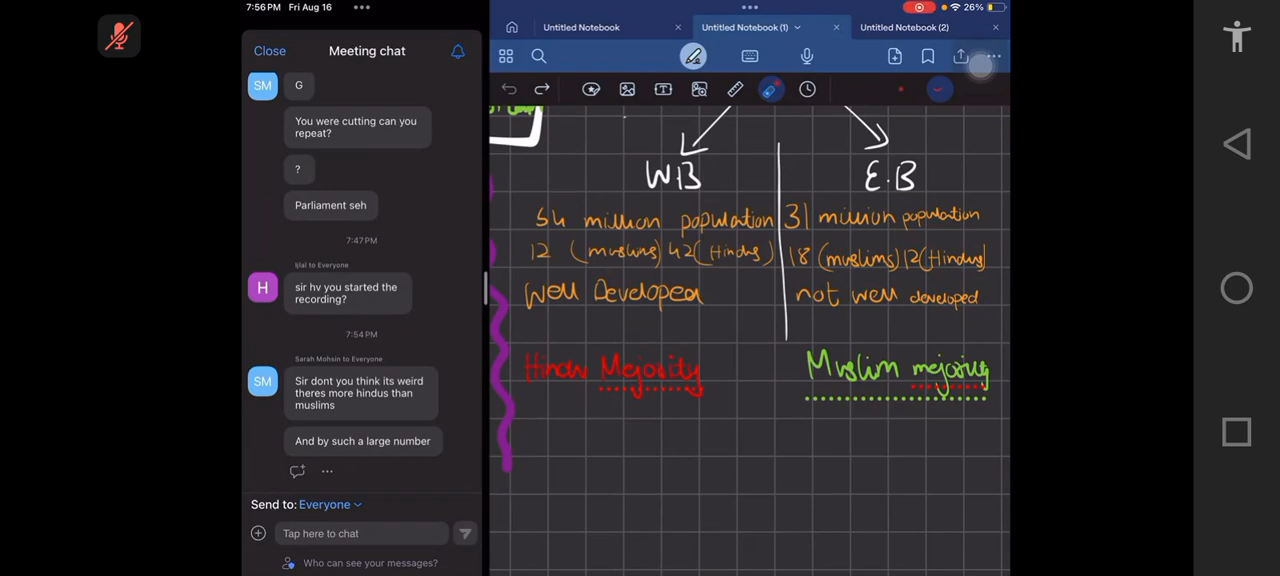 7:56PM Fri Aug 16
Close
Meeting chat
SM
G
You were cutting can you
repeat?
?
Parliament seh
7:47 PM
Ijlal to Everyone
H
sir hv you started the
recording?
7:54 PM
Sarah Mohsin to Everyone
SM
Sir dont you think its weird
theres more hindus than
muslims
And by such a large number
Send to: Everyone
Tap here to chat
Who can see your messages?
26%
Untitled Notebook
Untitled Notebook (1)
Untitled Notebook (2)
W.B
54 million population
12 (muslims) 42 (Hindus)
Well Developed
Hindu Mejority
E.B
31 million population
18 (muslims) 12 (Hindus)
not well developed
Muslim mejority